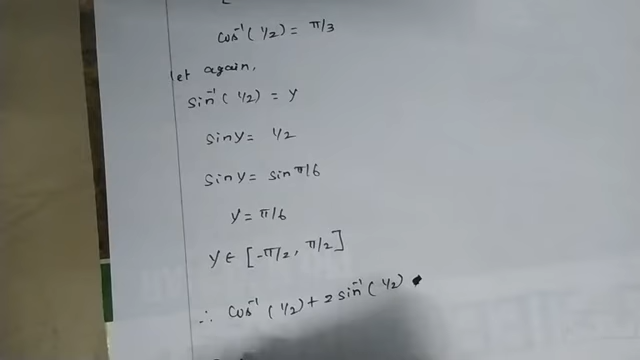 cos⁻¹(1/2) = π/3
let again,
sin⁻¹(1/2) = y
sin y = 1/2
sin y = sin π/6
y = π/6
y ∈ [-π/2, π/2]
∴ cos⁻¹(1/2) + 2 sin⁻¹(1/2)